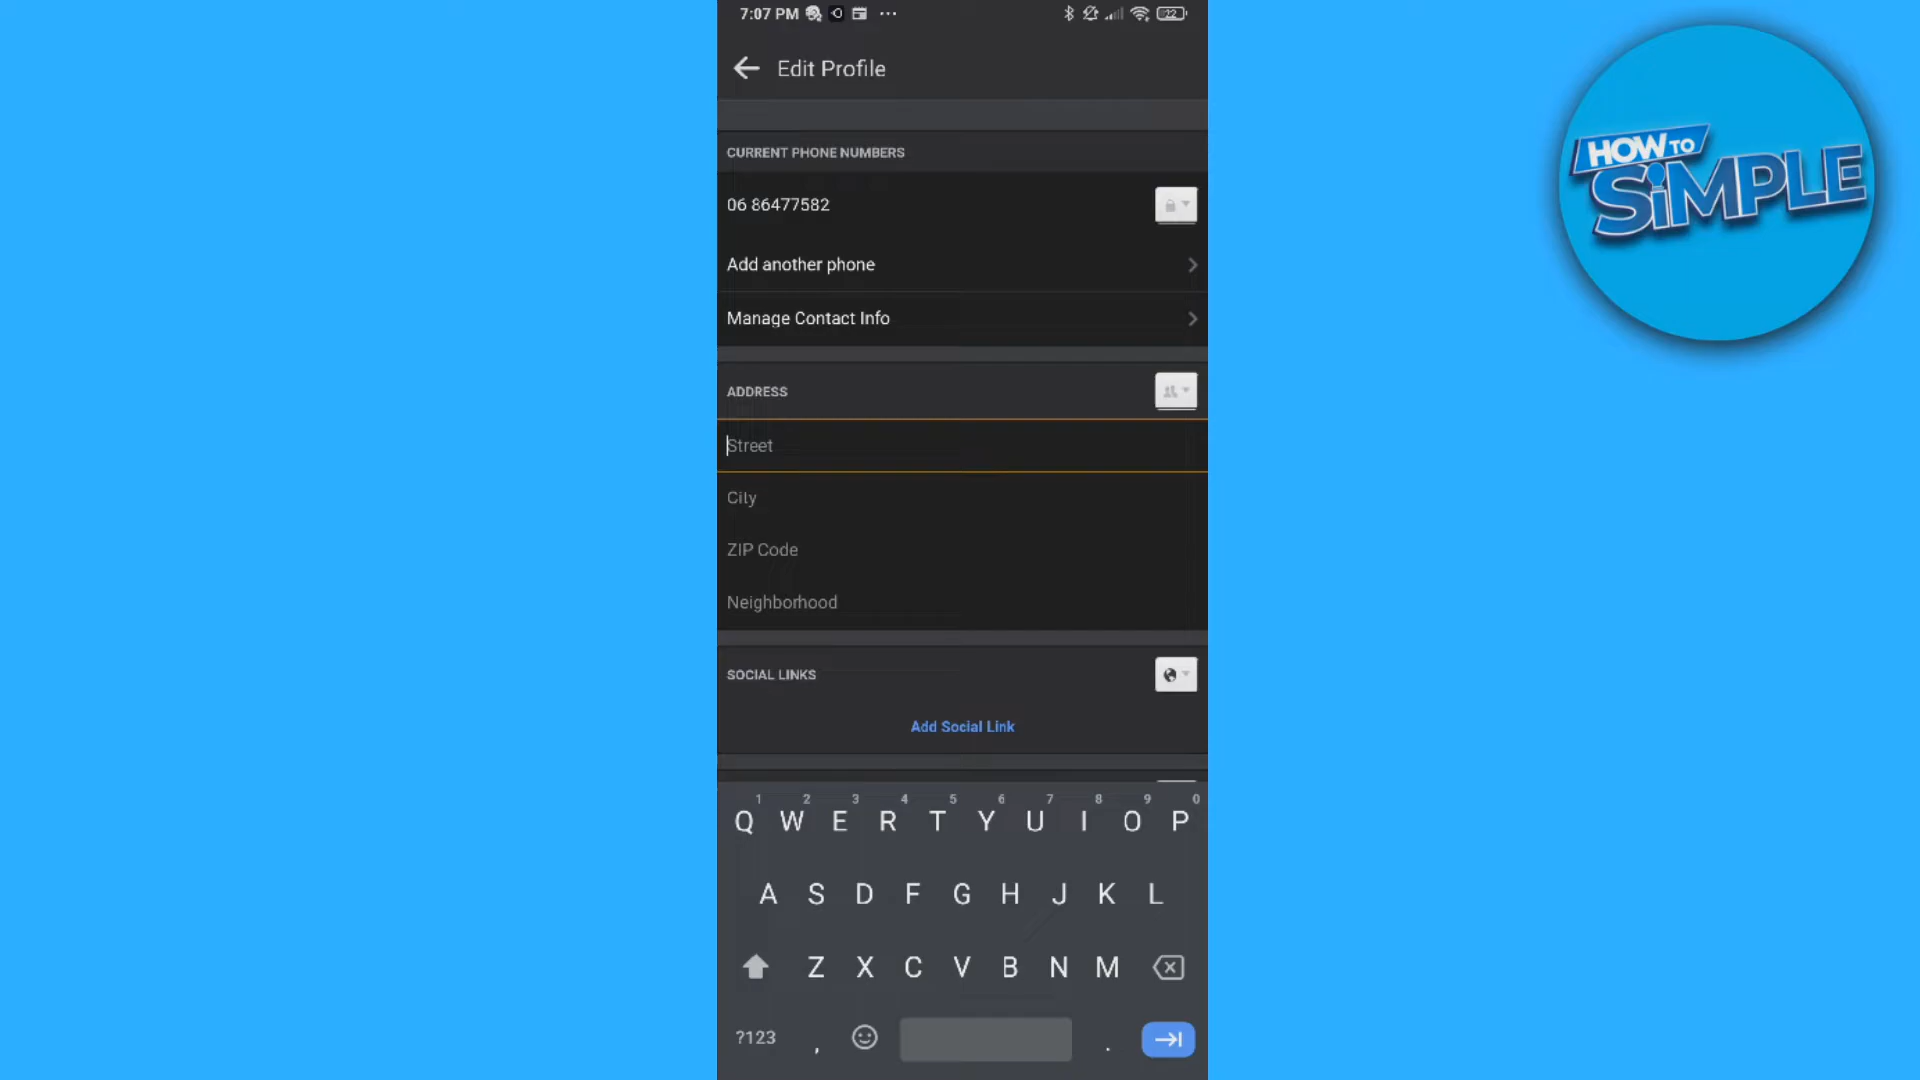 7:07 PM ... 22
Edit Profile
HOW TO
SiMPLE
CURRENT PHONE NUMBERS
06 86477582
Add another phone
Manage Contact Info
ADDRESS
Street
City
ZIP Code
Neighborhood
SOCIAL LINKS
Add Social Link
1 2 3 4 5 6 7 8 9 0
Q W E R T Y U I O P
A S D F G H J K L
Z X C V B N M
?123 , .